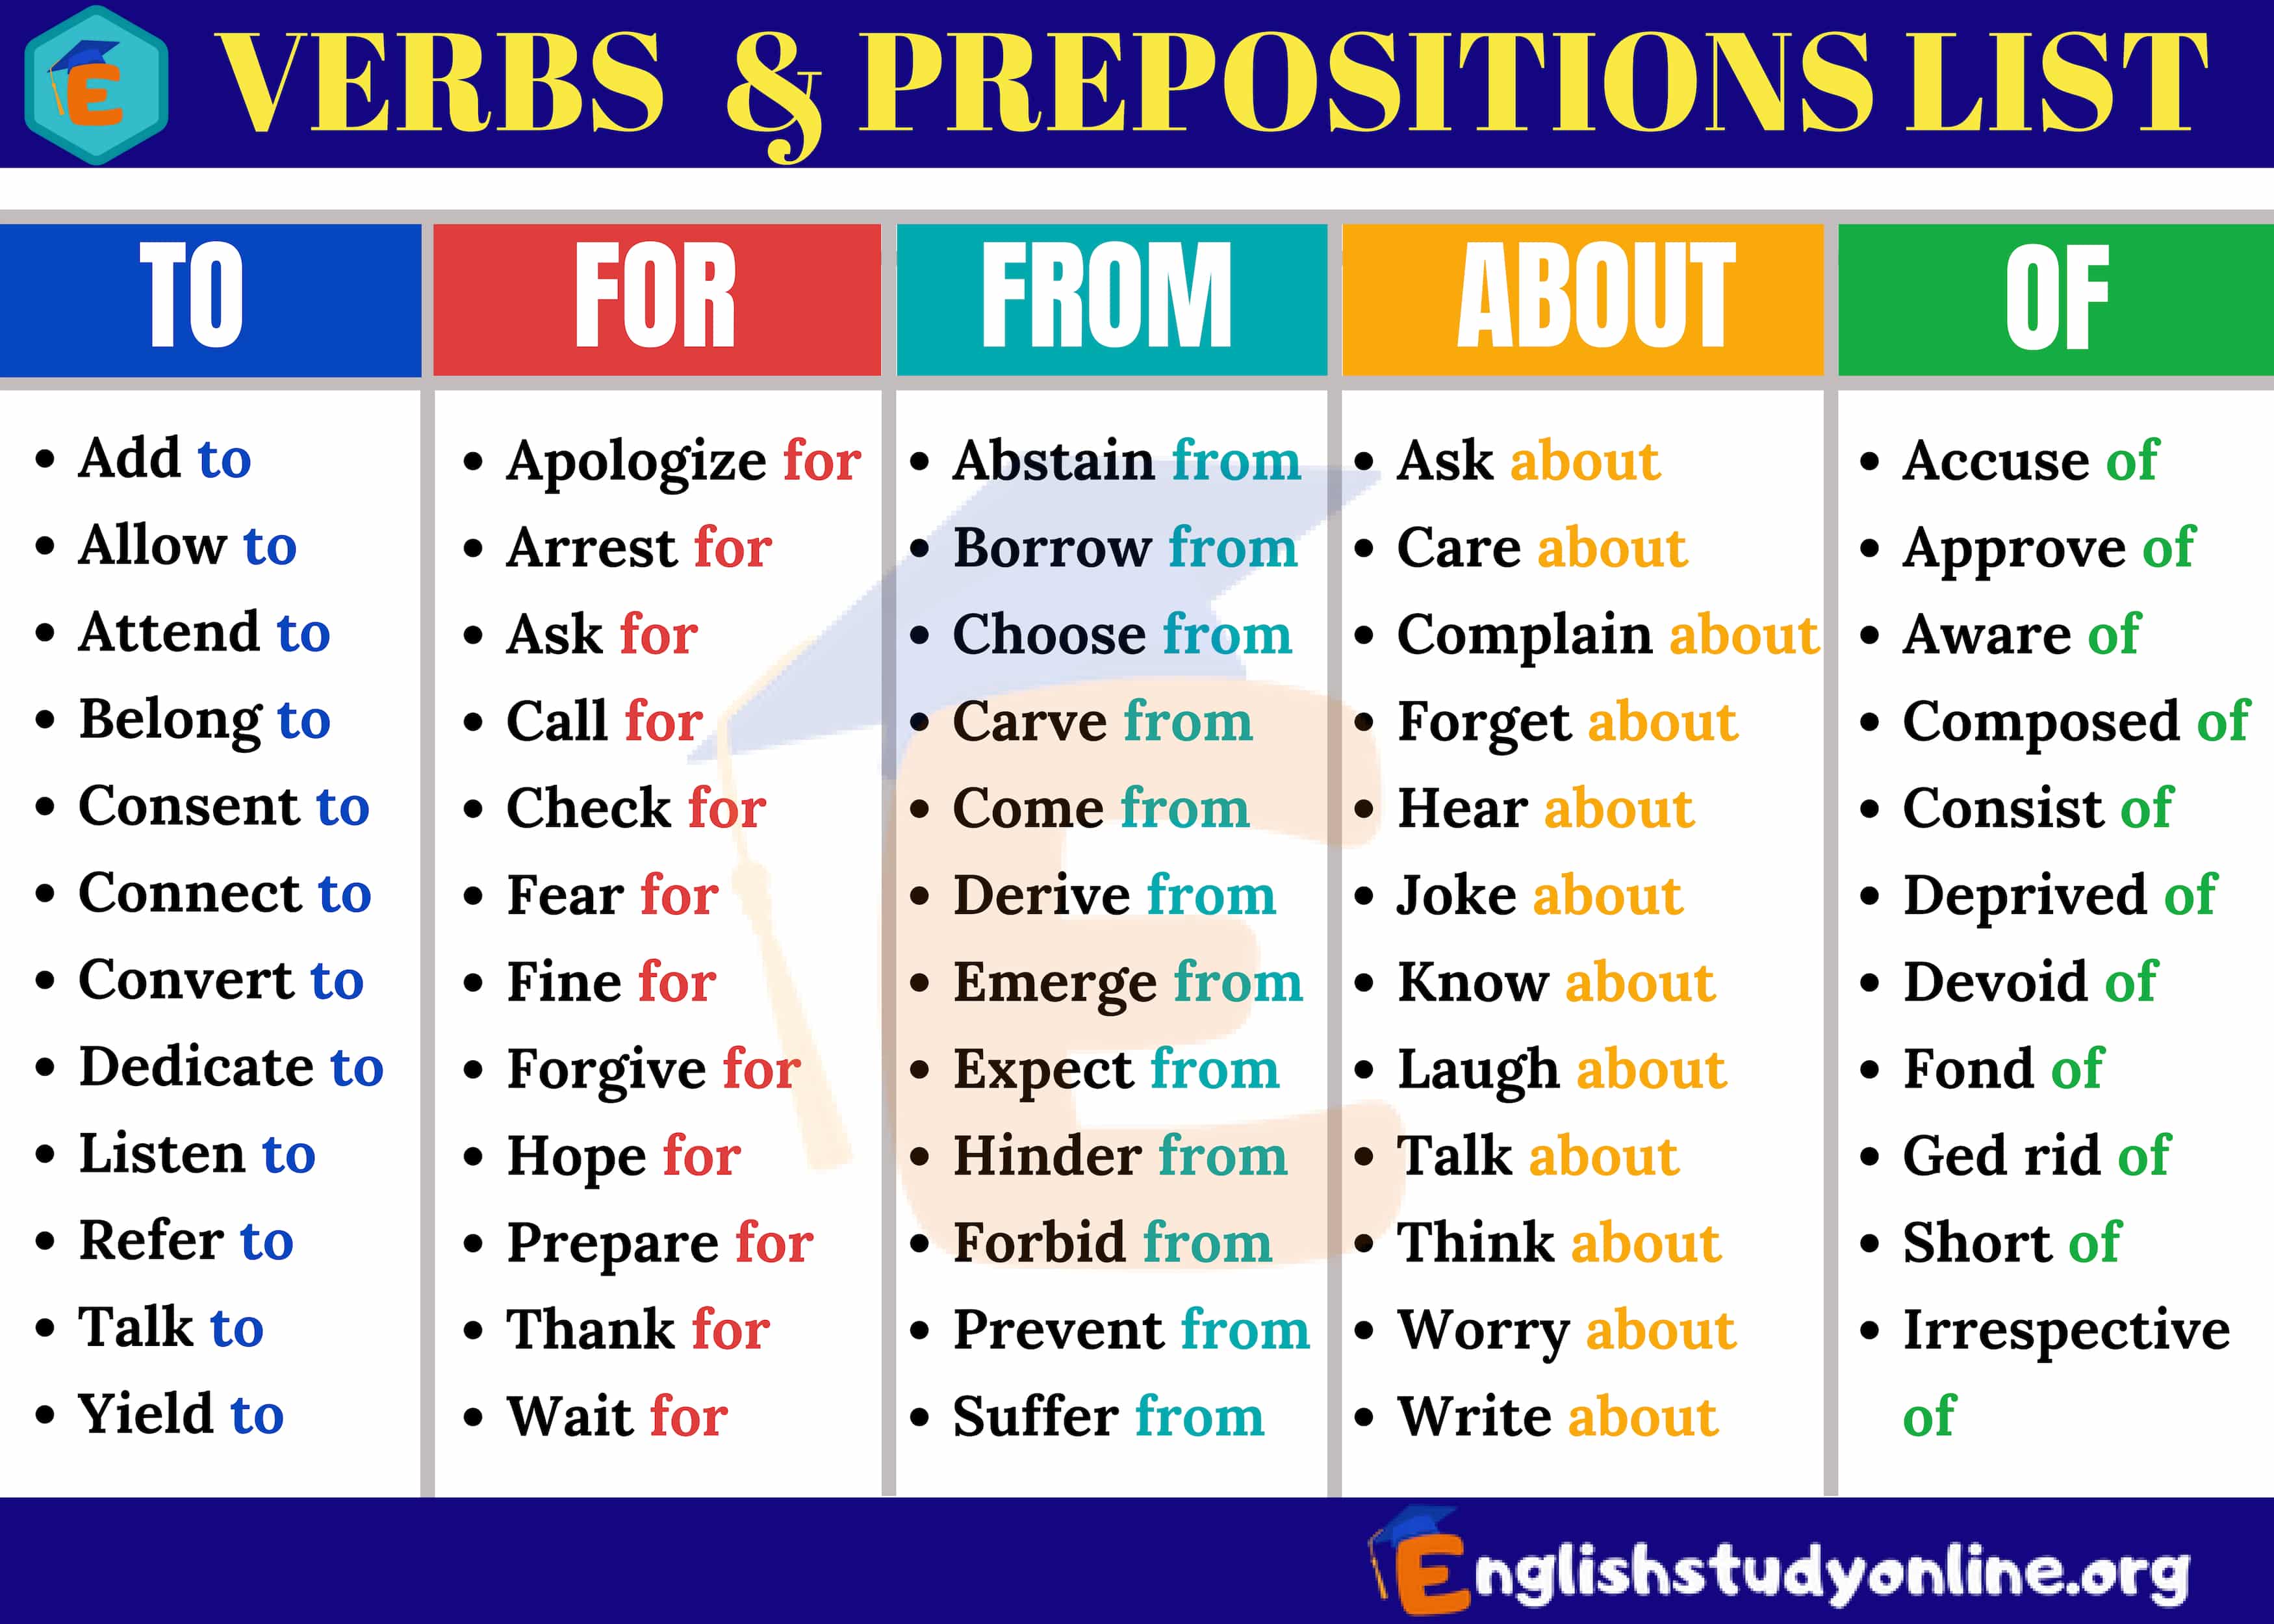 E
VERBS & PREPOSITIONS LIST
TO
Add to
Allow to
Attend to
Belong to
Consent to
Connect to
Convert to
Dedicate to
Listen to
Refer to
Talk to
Yield to
FOR
Apologize for
Arrest for
Ask for
Call for
Check for
Fear for
Fine for
Forgive for
Hope for
Prepare for
Thank for
Wait for
FROM
Abstain from
Borrow from
Choose from
Carve from
Come from
Derive from
Emerge from
Expect from
Hinder from
Forbid from
Prevent from
Suffer from
ABOUT
Ask about
Care about
Complain about
Forget about
Hear about
Joke about
Know about
Laugh about
Talk about
Think about
Worry about
Write about
OF
Accuse of
Approve of
Aware of
Composed of
Consist of
Deprived of
Devoid of
Fond of
Ged rid of
Short of
Irrespective
of
Englishstudyonline.org